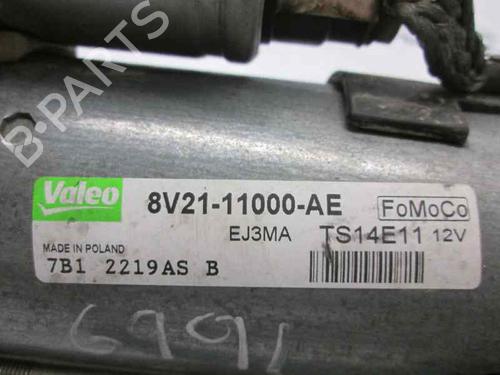 B-PARTS
Valeo
8V21-11000-AE
FoMoCo
EJ3MA
TS14E11 12V
MADE IN POLAND
7B1 2219AS B
6991